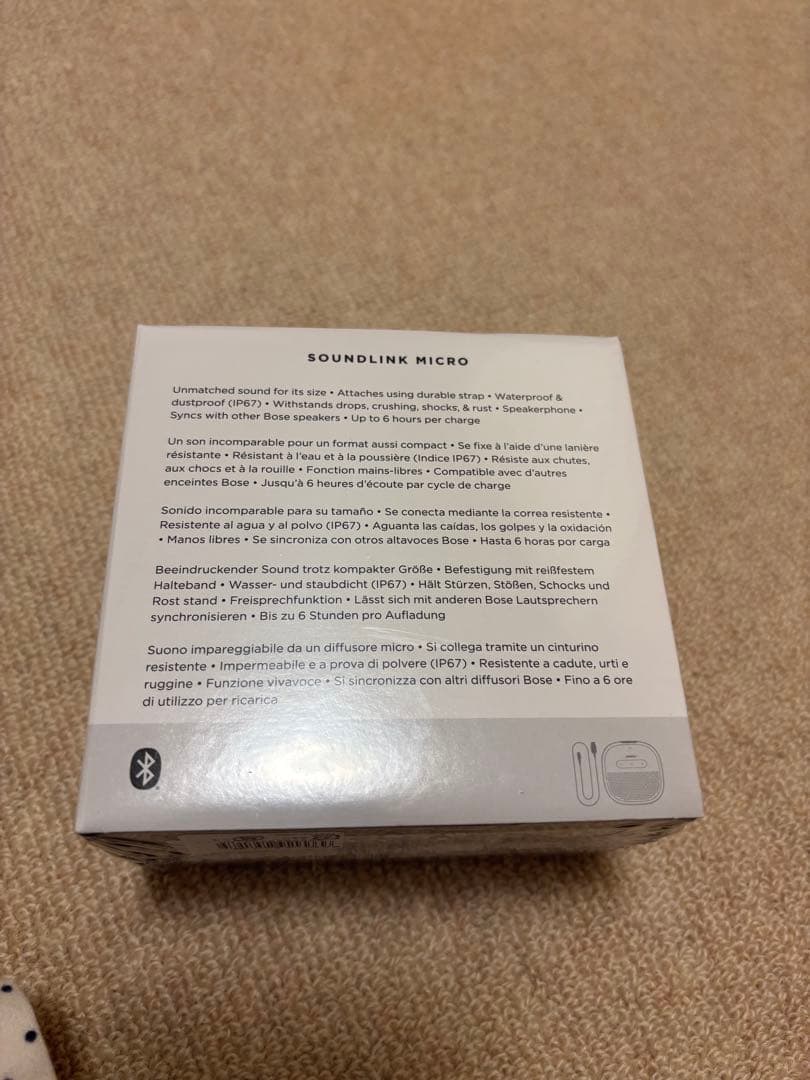 SOUNDLINK MICRO
Unmatched sound for its size • Attaches using durable strap • Waterproof &
dustproof (IP67) • Withstands drops, crushing, shocks, & rust • Speakerphone •
Syncs with other Bose speakers • Up to 6 hours per charge
Un son incomparable pour un format aussi compact • Se fixe à l'aide d'une lanière
résistante • Résistant à l'eau et à la poussière (Indice IP67) • Résiste aux chutes,
aux chocs et à la rouille • Fonction mains-libres • Compatible avec d'autres
enceintes Bose • Jusqu'à 6 heures d'écoute par cycle de charge
Sonido incomparable para su tamaño • Se conecta mediante la correa resistente •
Resistente al agua y al polvo (IP67) • Aguanta las caídas, los golpes y la oxidación
• Manos libres • Se sincroniza con otros altavoces Bose • Hasta 6 horas por carga
Beeindruckender Sound trotz kompakter Größe • Befestigung mit reißfestem
Halteband • Wasser- und staubdicht (IP67) • Hält Stürzen, Stößen, Schocks und
Rost stand • Freisprechfunktion • Lässt sich mit anderen Bose Lautsprechern
synchronisieren • Bis zu 6 Stunden pro Aufladung
Suono impareggiabile da un diffusore micro • Si collega tramite un cinturino
resistente • Impermeabile e a prova di polvere (IP67) • Resistente a cadute, urti e
ruggine • Funzione vivavoce • Si sincronizza con altri diffusori Bose • Fino a 6 ore
di utilizzo per ricarica